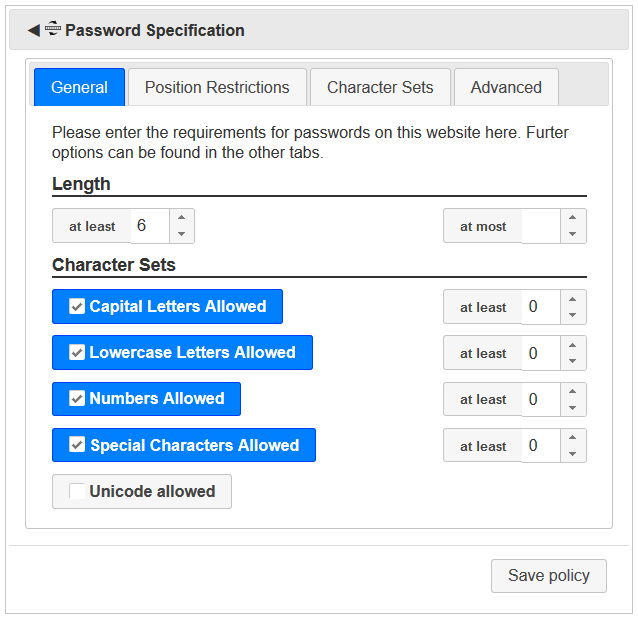 Password Specification
General Position Restrictions Character Sets Advanced
Please enter the requirements for passwords on this website here. Furter
options can be found in the other tabs.
Length
at least 6 at most
Character Sets
Capital Letters Allowed at least 0
Lowercase Letters Allowed at least 0
Numbers Allowed at least 0
Special Characters Allowed at least 0
Unicode allowed
Save policy